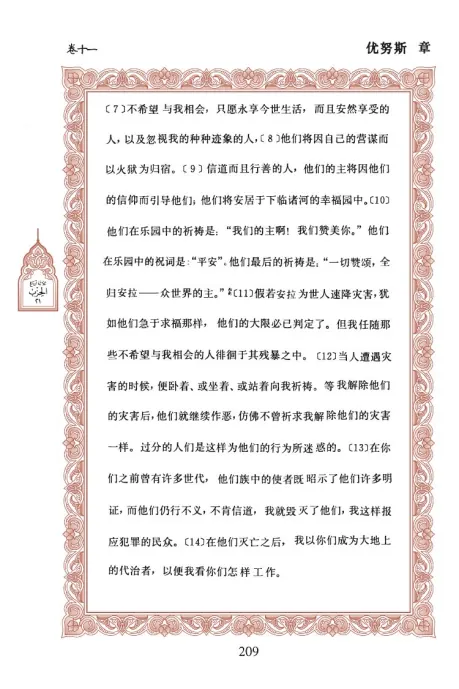 卷十一
优努斯 章
〔7〕不希望与我相会，只愿永享今世生活，而且安然享受的
人，以及忽视我的种种迹象的人，〔8〕他们将因自己的营谋而
以火狱为归宿。〔9〕信道而且行善的人，他们的主将因他们
的信仰而引导他们；他们将安居于下临诸河的幸福园中。〔10〕
他们在乐园中的祈祷是：“我们的主啊！我们赞美你。”他们
在乐园中的祝词是：“平安”。他们最后的祈祷是：“一切赞颂，全
归安拉——众世界的主。”〔11〕假若安拉为世人速降灾害，犹
如他们急于求福那样，他们的大限必已判定了。但我任随那
些不希望与我相会的人徘徊于其残暴之中。〔12〕当人遭遇灾
害的时候，便卧着、或坐着、或站着向我祈祷。等我解除他们
的灾害后，他们就继续作恶，仿佛不曾祈求我解除他们的灾害
一样。过分的人们是这样为他们的行为所迷惑的。〔13〕在你
们之前曾有许多世代，他们族中的使者既昭示了他们许多明
证，而他们仍行不义，不肯信道，我就毁灭了他们，我这样报
应犯罪的民众。〔14〕在他们灭亡之后，我以你们成为大地上
的代治者，以便我看你们怎样工作。
الحزب
٢١
209